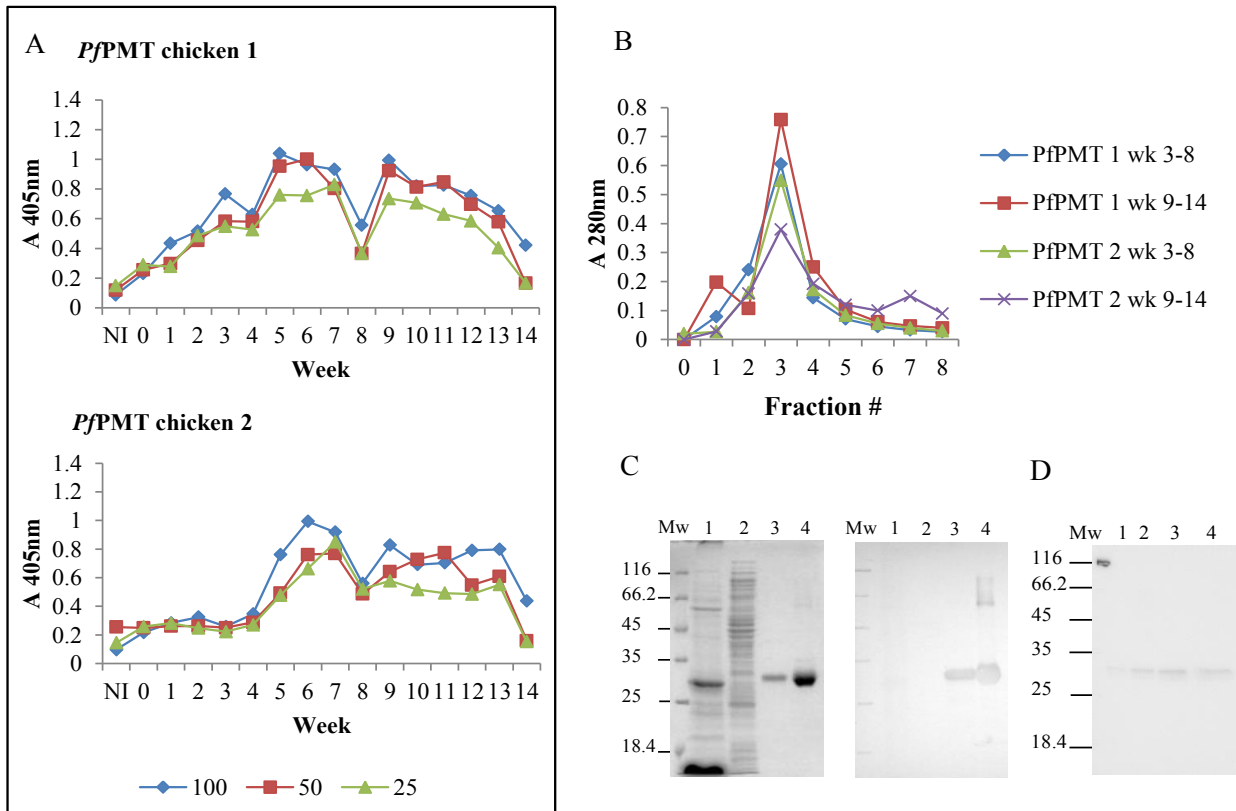 A
PfPMT chicken 1
A 405nm
1.4
1.2
1
0.8
0.6
0.4
0.2
0
NI 0 1 2 3 4 5 6 7 8 9 10 11 12 13 14
Week
PfPMT chicken 2
A 405nm
1.4
1.2
1
0.8
0.6
0.4
0.2
0
NI 0 1 2 3 4 5 6 7 8 9 10 11 12 13 14
Week
100 50 25
B
A 280nm
0.8
0.7
0.6
0.5
0.4
0.3
0.2
0.1
0
0 1 2 3 4 5 6 7 8
Fraction #
PfPMT 1 wk 3-8
PfPMT 1 wk 9-14
PfPMT 2 wk 3-8
PfPMT 2 wk 9-14
C
Mw 1 2 3 4
116
66.2
45
35
25
18.4
Mw 1 2 3 4
D
Mw 1 2 3 4
116
66.2
45
35
25
18.4